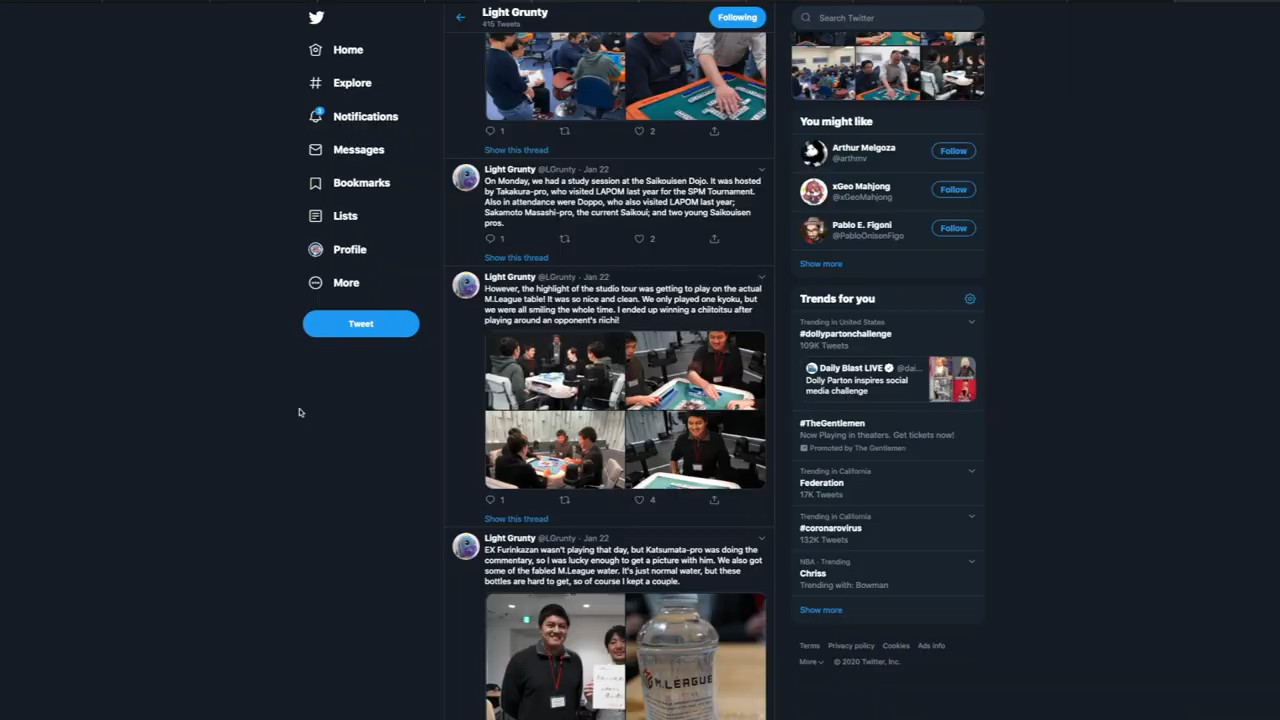 Home
Explore
3
Notifications
Messages
Bookmarks
Lists
Profile
More
Tweet
Light Grunty
415 Tweets
Following
1
2
Show this thread
Light Grunty @LGrunty · Jan 22
On Monday, we had a study session at the Saikouisen Dojo. It was hosted
by Takakura-pro, who visited LAPOM last year for the SPM Tournament.
Also in attendance were Doppo, who also visited LAPOM last year;
Sakamoto Masashi-pro, the current Saikoui; and two young Saikouisen
pros.
1
2
Show this thread
Light Grunty @LGrunty · Jan 22
However, the highlight of the studio tour was getting to play on the actual
M.League table! It was so nice and clean. We only played one kyoku, but
we were all smiling the whole time. I ended up winning a chiitoitsu after
playing around an opponent's riichi!
1
4
Show this thread
Light Grunty @LGrunty · Jan 22
EX Furinkazan wasn't playing that day, but Katsumata-pro was doing the
commentary, so I was lucky enough to get a picture with him. We also got
some of the fabled M.League water. It's just normal water, but these
bottles are hard to get, so of course I kept a couple.
M.LEAGUE
Search Twitter
You might like
Arthur Melgoza
@arthmv
Follow
xGeo Mahjong
@xGeoMahjong
Follow
Pablo E. Figoni
@PabloOnisenFigo
Follow
Show more
Trends for you
Trending in United States
#dollypartonchallenge
109K Tweets
Daily Blast LIVE @dai...
Dolly Parton inspires social
media challenge
#TheGentlemen
Now Playing in theaters. Get tickets now!
Promoted by The Gentlemen
Trending in California
Federation
17K Tweets
Trending in California
#coronarovirus
132K Tweets
NBA · Trending
Chriss
Trending with: Bowman
Show more
Terms Privacy policy Cookies Ads info
More © 2020 Twitter, Inc.